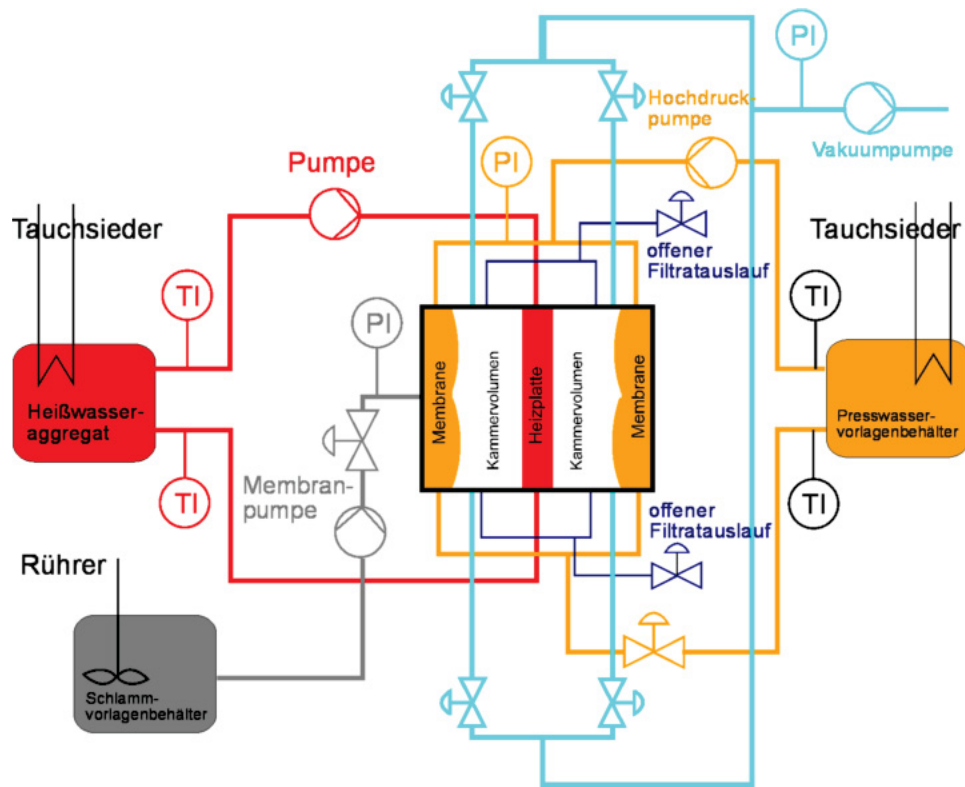 PI
Hochdruck-
pumpe
Vakuumpumpe
PI
Pumpe
Tauchsieder
Tauchsieder
offener
Filtratauslauf
TI
PI
TI
Membrane
Kammervolumen
Heizplatte
Kammervolumen
Membrane
Heißwasser-
aggregat
Presswasser-
vorlagenbehälter
TI
Membran-
pumpe
TI
offener
Filtratauslauf
Rührer
Schlamm-
vorlagenbehälter